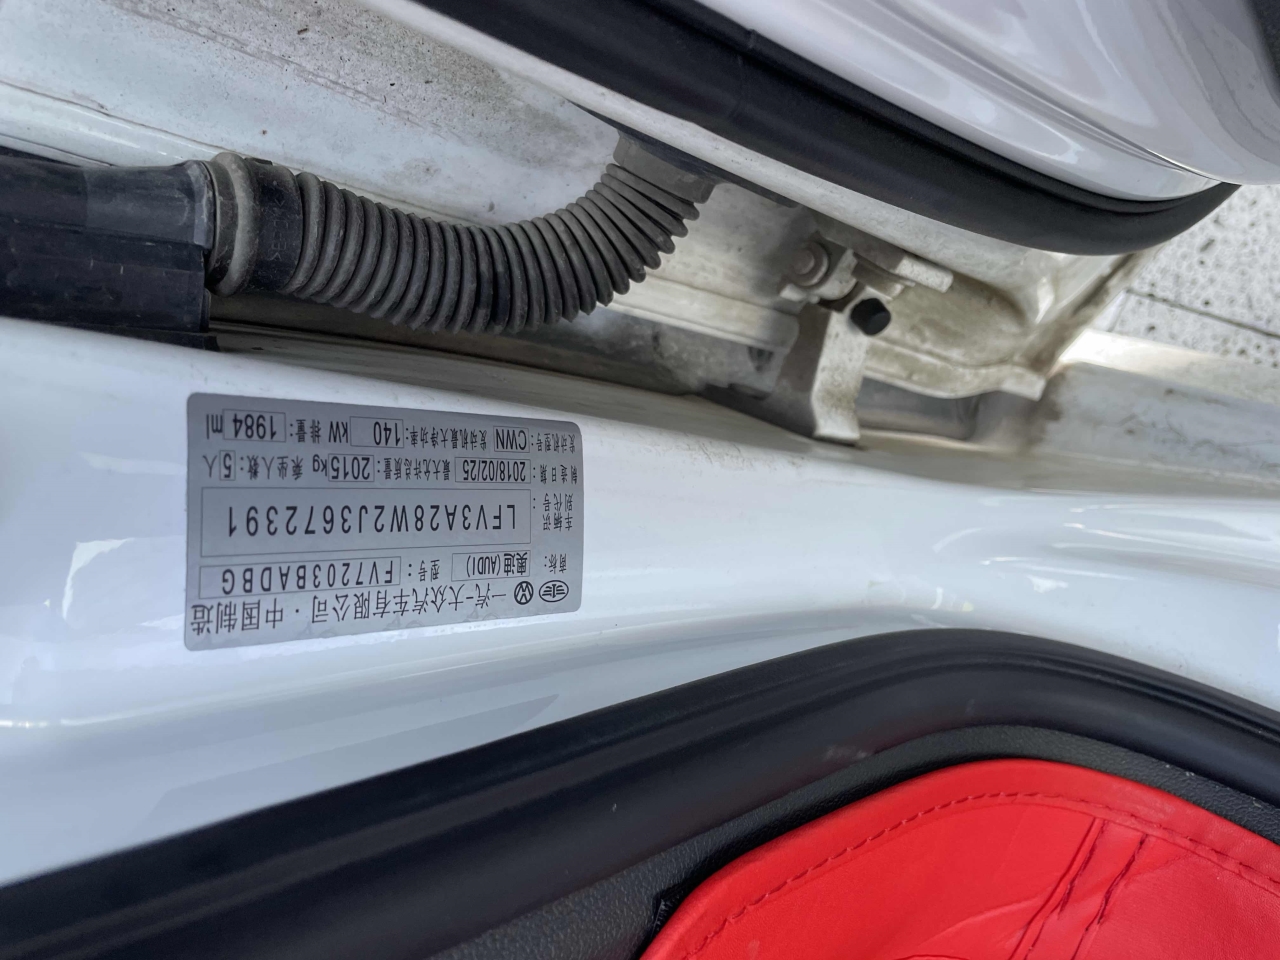 一汽-大众汽车有限公司·中国制造
商标: 奥迪(AUDI) 型号: FV7203BADBG
车辆识别代号: LFV3A28W2J3672391
制造日期: 2018/02/25 最大允许总质量: 2015kg 乘坐人数: 5人
发动机型号: CWN 发动机最大净功率: 140 kW 排量: 1984 ml